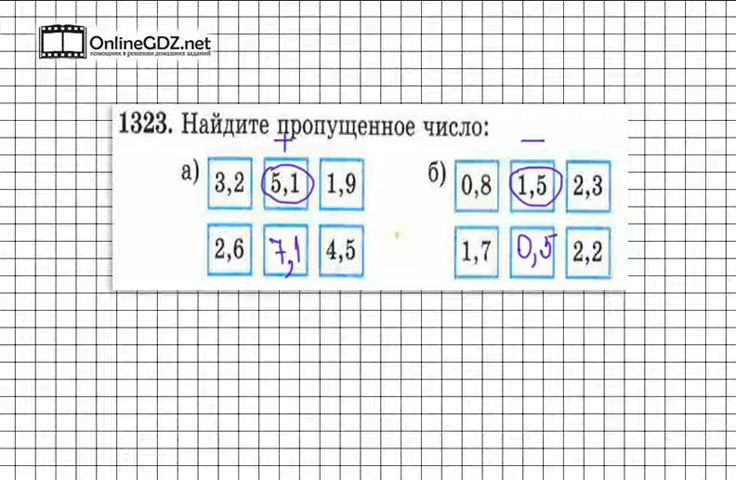 OnlineGDZ.net
помощник в решении домашних заданий
1323. Найдите пропущенное число:
+ −
а) 3,2 5,1 1,9 б) 0,8 1,5 2,3
2,6 7,1 4,5 1,7 0,5 2,2